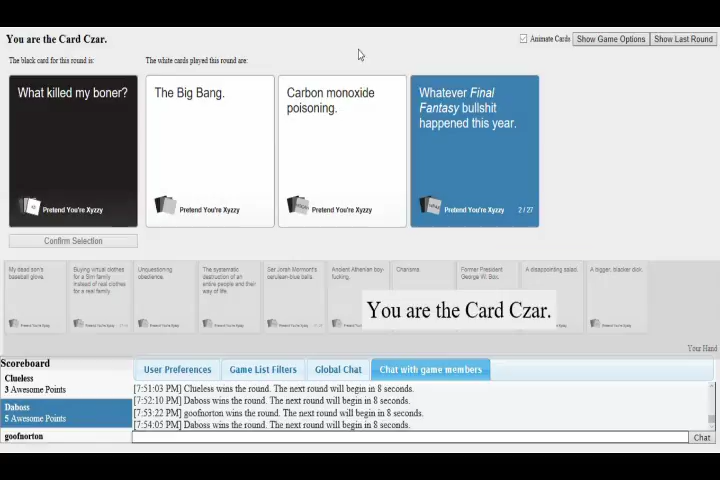 You are the Card Czar.
Animate Cards
Show Game Options
Show Last Round
The black card for this round is:
The white cards played this round are:
What killed my boner?
Pretend You're Xyzzy
The Big Bang.
Pretend You're Xyzzy
Carbon monoxide
poisoning.
Pretend You're Xyzzy
Whatever Final
Fantasy bullshit
happened this year.
Pretend You're Xyzzy
2 / 27
Confirm Selection
My dead son's
baseball glove.
Buying virtual clothes
for a Sim family
instead of real clothes
for a real family.
Unquestioning
obedience.
The systematic
destruction of an
entire people and their
way of life.
Ser Jorah Mormont's
cerulean-blue balls.
Ancient Athenian boy-
fucking.
Charisma.
Former President
George W. Bush.
A disappointing salad.
A bigger, blacker dick.
You are the Card Czar.
Your Hand
Scoreboard
Clueless
3 Awesome Points
Daboss
5 Awesome Points
goofnorton
User Preferences
Game List Filters
Global Chat
Chat with game members
[7:51:03 PM] Clueless wins the round. The next round will begin in 8 seconds.
[7:52:10 PM] Daboss wins the round. The next round will begin in 8 seconds.
[7:53:22 PM] goofnorton wins the round. The next round will begin in 8 seconds.
[7:54:05 PM] Daboss wins the round. The next round will begin in 8 seconds.
Chat